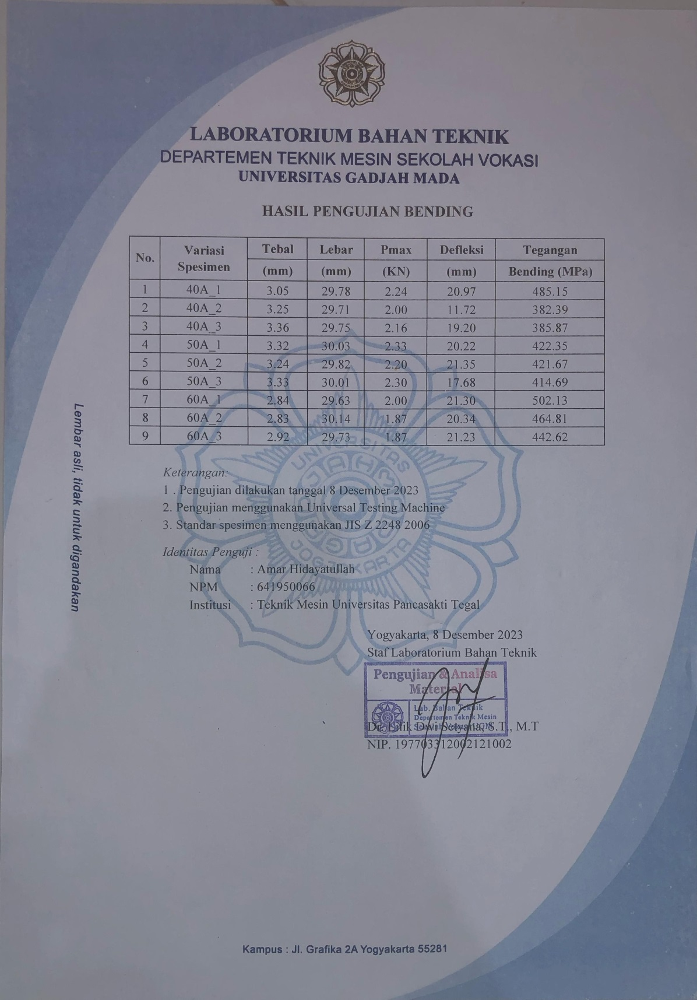 LABORATORIUM BAHAN TEKNIK
DEPARTEMEN TEKNIK MESIN SEKOLAH VOKASI
UNIVERSITAS GADJAH MADA
HASIL PENGUJIAN BENDING
No. Variasi Spesimen Tebal (mm) Lebar (mm) Pmax (KN) Defleksi (mm) Tegangan Bending (MPa)
1 40A_1 3.05 29.78 2.24 20.97 485.15
2 40A_2 3.25 29.71 2.00 11.72 382.39
3 40A_3 3.36 29.75 2.16 19.20 385.87
4 50A_1 3.32 30.03 2.33 20.22 422.35
5 50A_2 3.24 29.82 2.20 21.35 421.67
6 50A_3 3.33 30.01 2.30 17.68 414.69
7 60A_1 2.84 29.63 2.00 21.30 502.13
8 60A_2 2.83 30.14 1.87 20.34 464.81
9 60A_3 2.92 29.73 1.87 21.23 442.62
Lembar asli, tidak untuk digandakan
Keterangan:
1 . Pengujian dilakukan tanggal 8 Desember 2023
2. Pengujian menggunakan Universal Testing Machine
3. Standar spesimen menggunakan JIS Z 2248 2006
Identitas Penguji :
Nama : Amar Hidayatullah
NPM : 641950066
Institusi : Teknik Mesin Universitas Pancasakti Tegal
UNIVERSITAS
GADJAH MADA
JOGJAKARTA
Yogyakarta, 8 Desember 2023
Staf Laboratorium Bahan Teknik
Pengujian & Analisa
Material
Lab. Bahan Teknik
Departemen Teknik Mesin
Sekolah Vokasi UGM
Dr. Lilik Dwi Setyana, S.T., M.T
NIP. 197703312002121002
Kampus : Jl. Grafika 2A Yogyakarta 55281